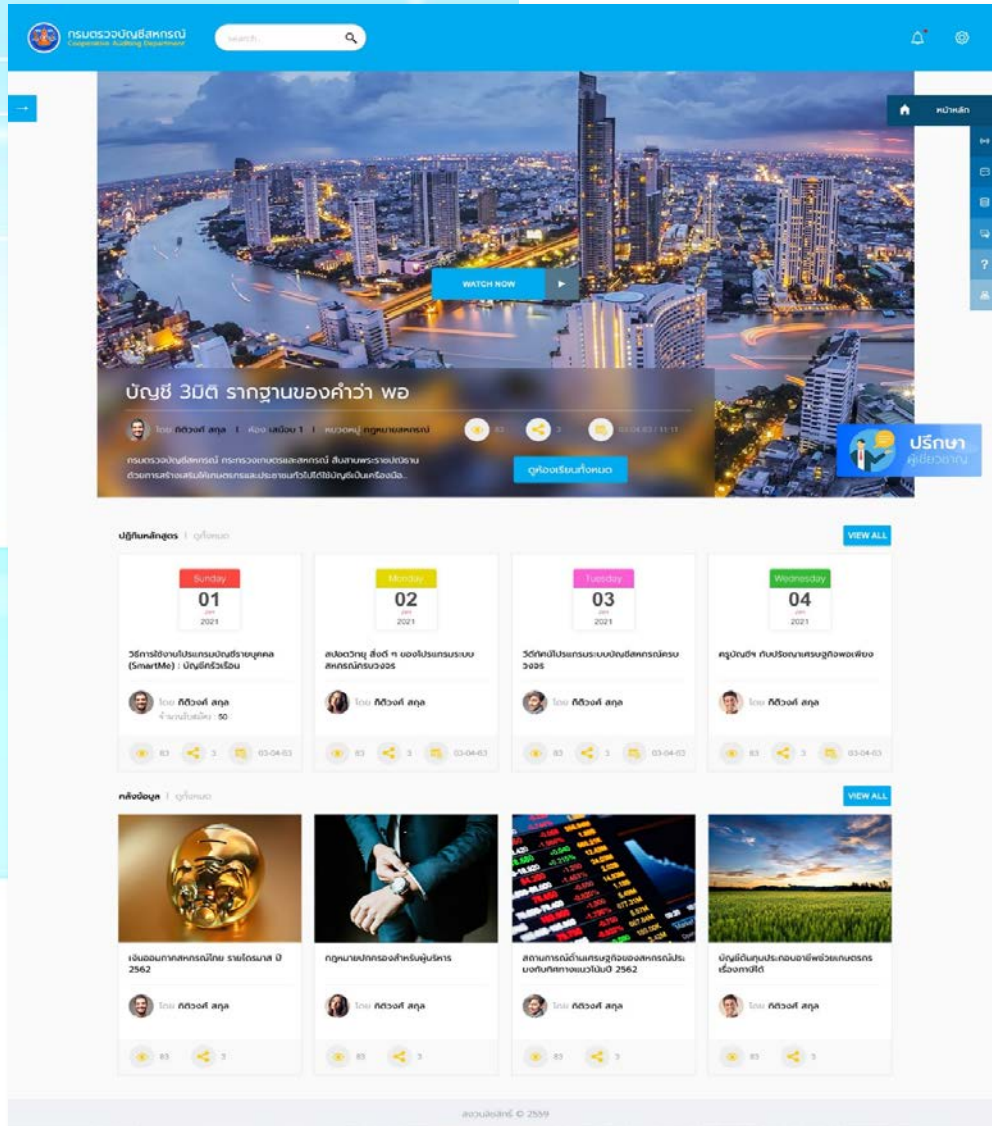 กรมตรวจบัญชีสหกรณ์
Cooperative Auditing Department
search..
หน้าหลัก
WATCH NOW
บัญชี 3มิติ รากฐานของคำว่า พอ
โดย กิติวงศ์ สกุล | ห้อง เสมือน 1 | หมวดหมู่ กฎหมายสหกรณ์ 83 3 03-04-63 / 11:11
กรมตรวจบัญชีสหกรณ์ กระทรวงเกษตรและสหกรณ์ สืบสานพระราชปณิธาน
ด้วยการสร้างเสริมให้เกษตรกรและประชาชนทั่วไปได้ใช้บัญชีเป็นเครื่องมือ..
ดูห้องเรียนทั้งหมด
ปรึกษา
ผู้เชี่ยวชาญ
ปฏิทินหลักสูตร | ดูทั้งหมด
VIEW ALL
Sunday
01
2021
วิธีการใช้งานโปรแกรมบัญชีรายบุคคล
(SmartMe) : บัญชีครัวเรือน
โดย กิติวงศ์ สกุล
จำนวนรับสมัคร : 50
83 3 03-04-63
Monday
02
2021
สปอตวิทยุ สิ่งดี ๆ ของโปรแกรมระบบ
สหกรณ์ครบวงจร
โดย กิติวงศ์ สกุล
83 3 03-04-63
Tuesday
03
2021
วิดีทัศน์โปรแกรมระบบบัญชีสหกรณ์ครบ
วงจร
โดย กิติวงศ์ สกุล
83 3 03-04-63
Wednesday
04
2021
ครูบัญชีฯ กับปรัชญาเศรษฐกิจพอเพียง
โดย กิติวงศ์ สกุล
83 3 03-04-63
คลังข้อมูล | ดูทั้งหมด
VIEW ALL
เงินออมภาคสหกรณ์ไทย รายไตรมาส ปี
2562
โดย กิติวงศ์ สกุล
83 3
กฎหมายปกครองสำหรับผู้บริหาร
โดย กิติวงศ์ สกุล
83 3
สถานการณ์ด้านเศรษฐกิจของสหกรณ์ประ
มงกับทิศทางแนวโน้มปี 2562
โดย กิติวงศ์ สกุล
83 3
บัญชีต้นทุนประกอบอาชีพช่วยเกษตรกร
เรื่องภาษีได้
โดย กิติวงศ์ สกุล
83 3
สงวนลิขสิทธิ์ © 2559